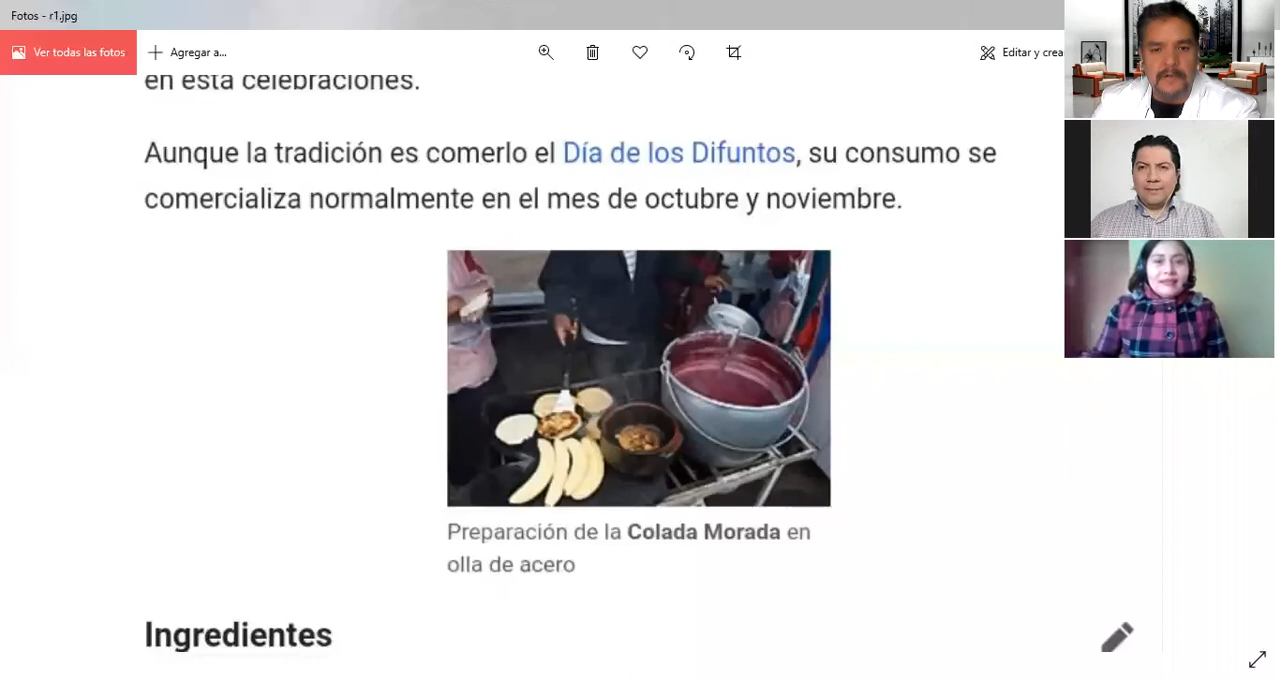 Fotos - r1.jpg
Ver todas las fotos
Agregar a...
Editar y crea
en esta celebraciones.
Aunque la tradición es comerlo el Día de los Difuntos, su consumo se
comercializa normalmente en el mes de octubre y noviembre.
Preparación de la Colada Morada en
olla de acero
Ingredientes